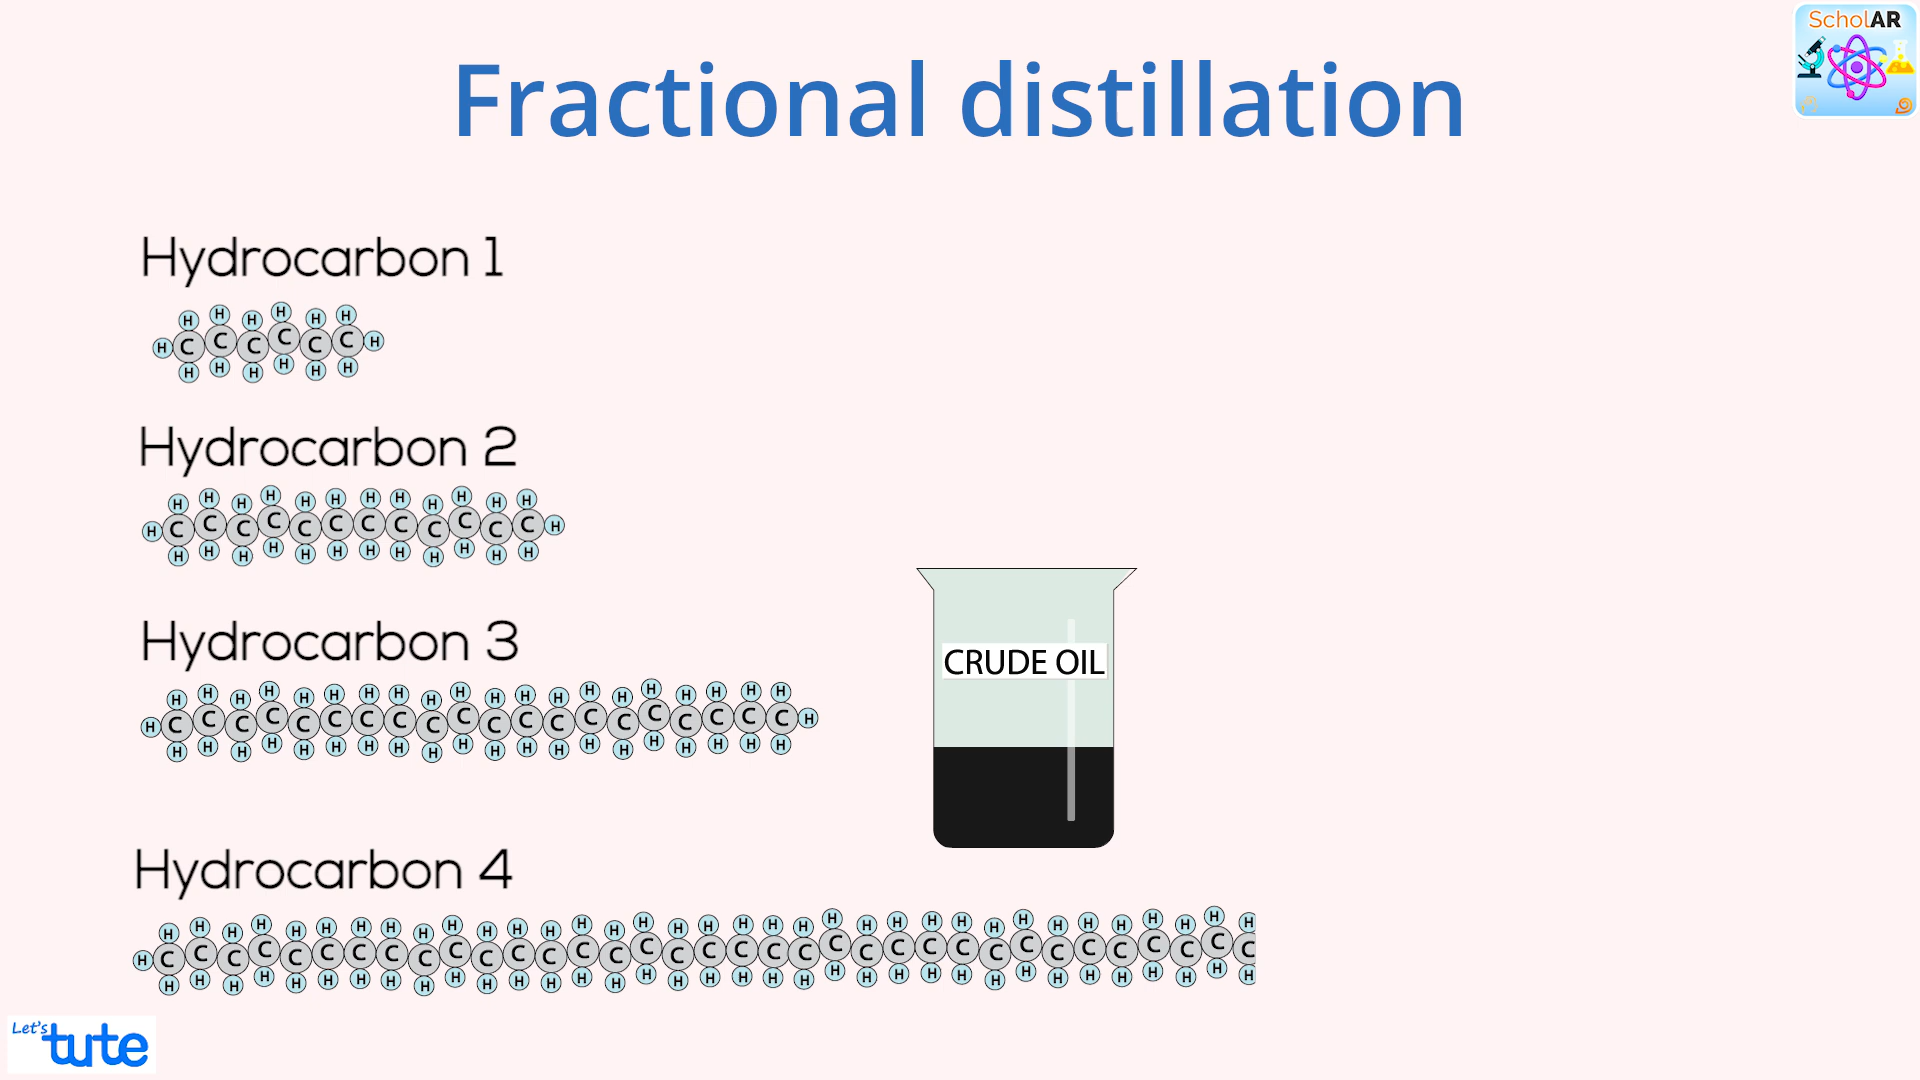 Fractional distillation
ScholAR
Hydrocarbon 1
H H H H H H
H C C C C C C H
H H H H H H
Hydrocarbon 2
H H H H H H H H H H H H
H C C C C C C C C C C C C H
H H H H H H H H H H H H
Hydrocarbon 3
H H H H H H H H H H H H H H H H H H H H
H C C C C C C C C C C C C C C C C C C C C H
H H H H H H H H H H H H H H H H H H H H
CRUDE OIL
Hydrocarbon 4
H H H H H H H H H H H H H H H H H H H H H H H H H H H H H H H H H H H
H C C C C C C C C C C C C C C C C C C C C C C C C C C C C C C C C C C C
H H H H H H H H H H H H H H H H H H H H H H H H H H H H H H H H H H H
Let's tute